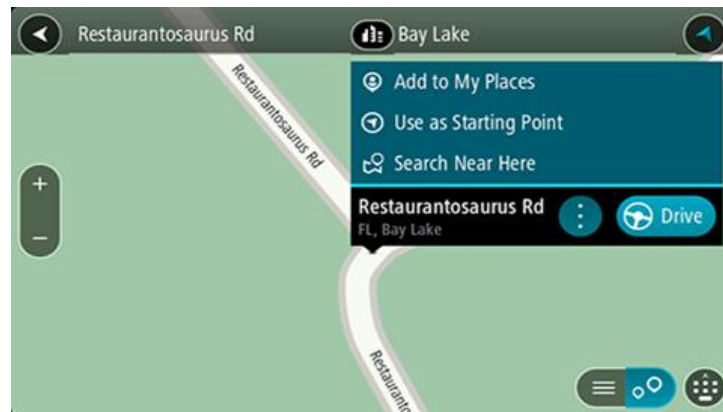 Restaurantosaurus Rd
Bay Lake
Restaurantosaurus Rd
Add to My Places
Use as Starting Point
Search Near Here
+
Restaurantosaurus Rd
FL, Bay Lake
Drive
-
Restauranto